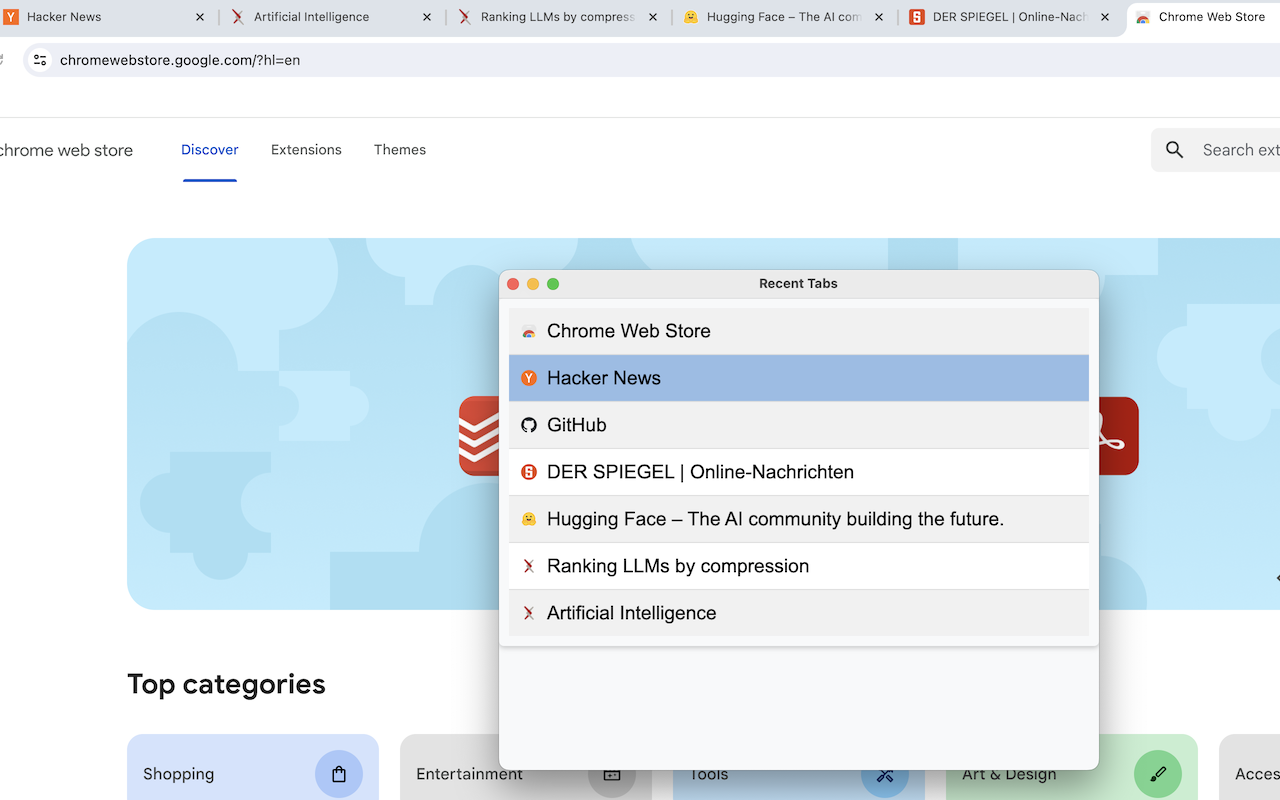 Hacker News
Artificial Intelligence
Ranking LLMs by compress
Hugging Face – The AI com
DER SPIEGEL | Online-Nach
Chrome Web Store
chromewebstore.google.com/?hl=en
chrome web store
Discover
Extensions
Themes
Search ext
Recent Tabs
Chrome Web Store
Hacker News
GitHub
DER SPIEGEL | Online-Nachrichten
Hugging Face – The AI community building the future.
Ranking LLMs by compression
Artificial Intelligence
Top categories
Shopping
Entertainment
Tools
Art & Design
Acces